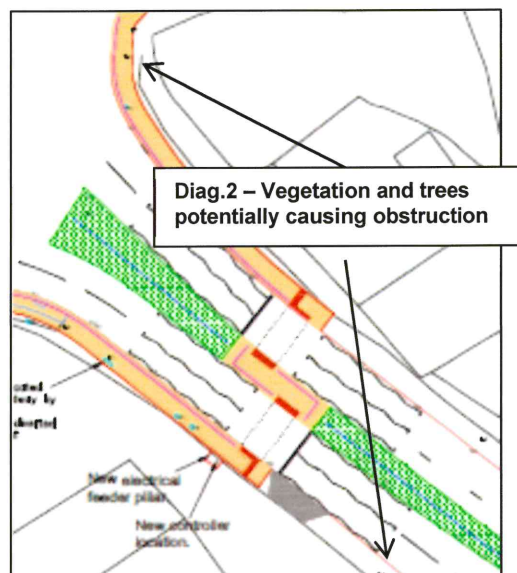 Diag.2 – Vegetation and trees
potentially causing obstruction
New electrical
feeder pillar
New controller
location.